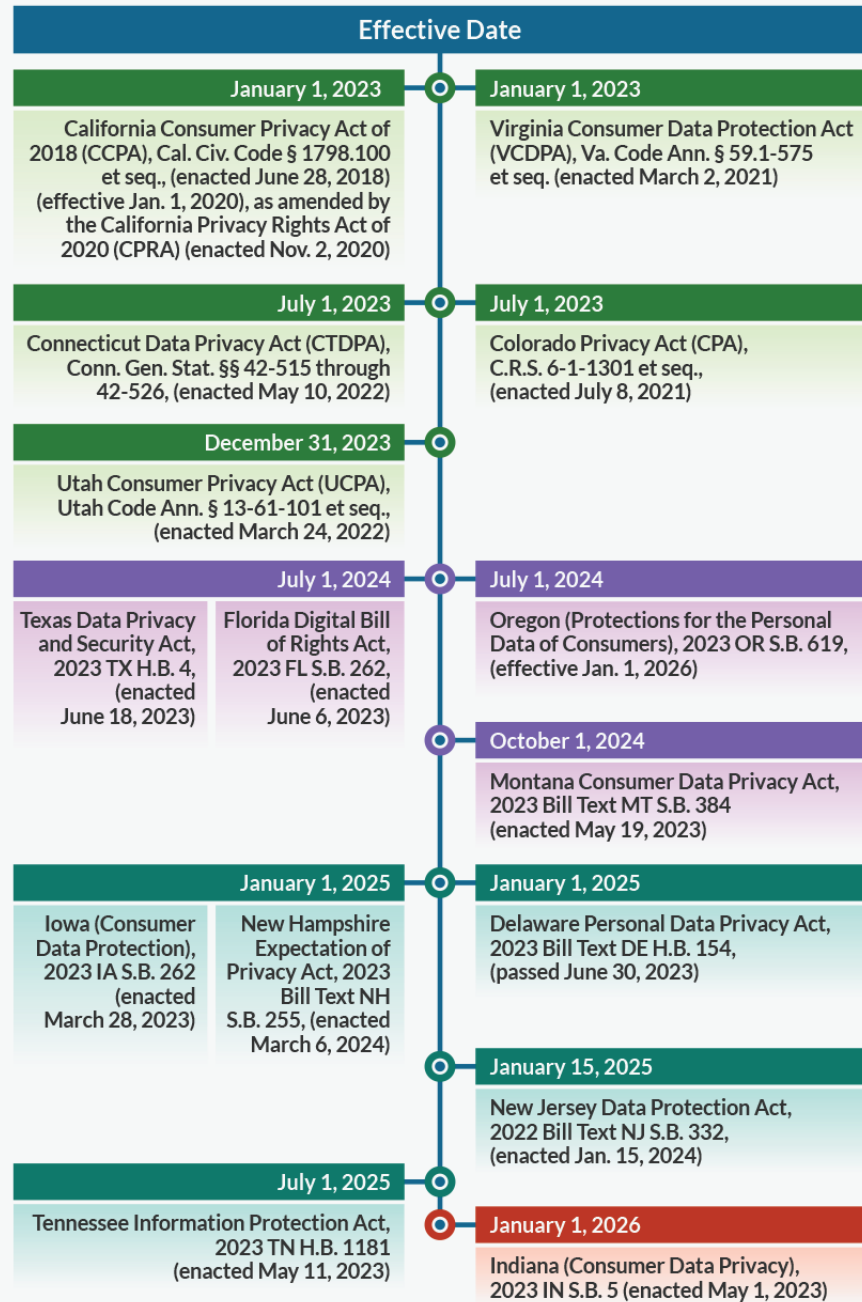 Effective Date
January 1, 2023
California Consumer Privacy Act of
2018 (CCPA), Cal. Civ. Code § 1798.100
et seq., (enacted June 28, 2018)
(effective Jan. 1, 2020), as amended by
the California Privacy Rights Act of
2020 (CPRA) (enacted Nov. 2, 2020)
January 1, 2023
Virginia Consumer Data Protection Act
(VCDPA), Va. Code Ann. § 59.1-575
et seq. (enacted March 2, 2021)
July 1, 2023
Connecticut Data Privacy Act (CTDPA),
Conn. Gen. Stat. §§ 42-515 through
42-526, (enacted May 10, 2022)
July 1, 2023
Colorado Privacy Act (CPA),
C.R.S. 6-1-1301 et seq.,
(enacted July 8, 2021)
December 31, 2023
Utah Consumer Privacy Act (UCPA),
Utah Code Ann. § 13-61-101 et seq.,
(enacted March 24, 2022)
July 1, 2024
Texas Data Privacy
and Security Act,
2023 TX H.B. 4,
(enacted
June 18, 2023)
Florida Digital Bill
of Rights Act,
2023 FL S.B. 262,
(enacted
June 6, 2023)
July 1, 2024
Oregon (Protections for the Personal
Data of Consumers), 2023 OR S.B. 619,
(effective Jan. 1, 2026)
October 1, 2024
Montana Consumer Data Privacy Act,
2023 Bill Text MT S.B. 384
(enacted May 19, 2023)
January 1, 2025
Iowa (Consumer
Data Protection),
2023 IA S.B. 262
(enacted
March 28, 2023)
New Hampshire
Expectation of
Privacy Act, 2023
Bill Text NH
S.B. 255, (enacted
March 6, 2024)
January 1, 2025
Delaware Personal Data Privacy Act,
2023 Bill Text DE H.B. 154,
(passed June 30, 2023)
January 15, 2025
New Jersey Data Protection Act,
2022 Bill Text NJ S.B. 332,
(enacted Jan. 15, 2024)
July 1, 2025
Tennessee Information Protection Act,
2023 TN H.B. 1181
(enacted May 11, 2023)
January 1, 2026
Indiana (Consumer Data Privacy),
2023 IN S.B. 5 (enacted May 1, 2023)